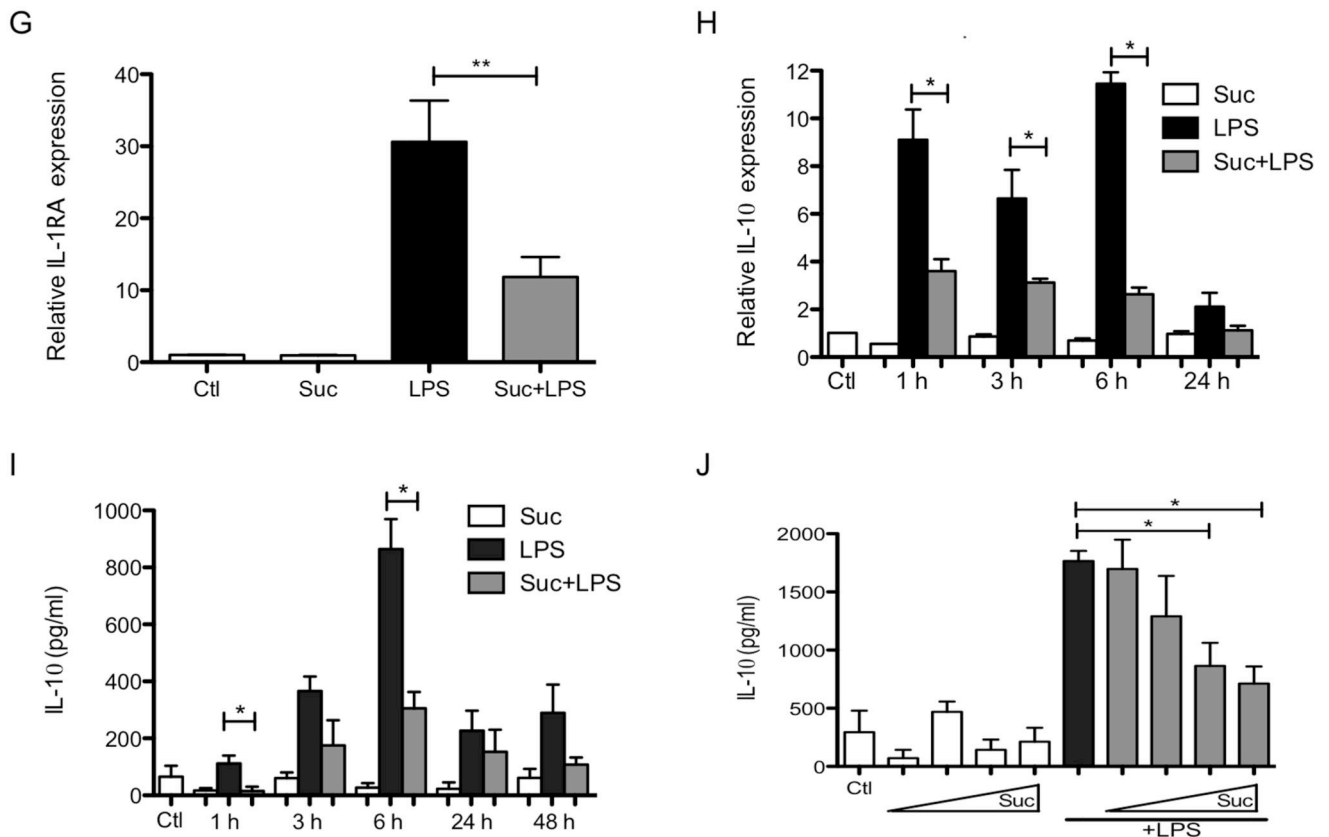 G
Relative IL-1RA expression
40
30
20
10
0
**
Ctl Suc LPS Suc+LPS
H
Relative IL-10 expression
12
10
8
6
4
2
0
* * *
Suc
LPS
Suc+LPS
Ctl 1 h 3 h 6 h 24 h
I
IL-10 (pg/ml)
1000
800
600
400
200
0
* *
Suc
LPS
Suc+LPS
Ctl 1 h 3 h 6 h 24 h 48 h
J
IL-10 (pg/ml)
2000
1500
1000
500
0
*
*
Ctl Suc Suc
+LPS